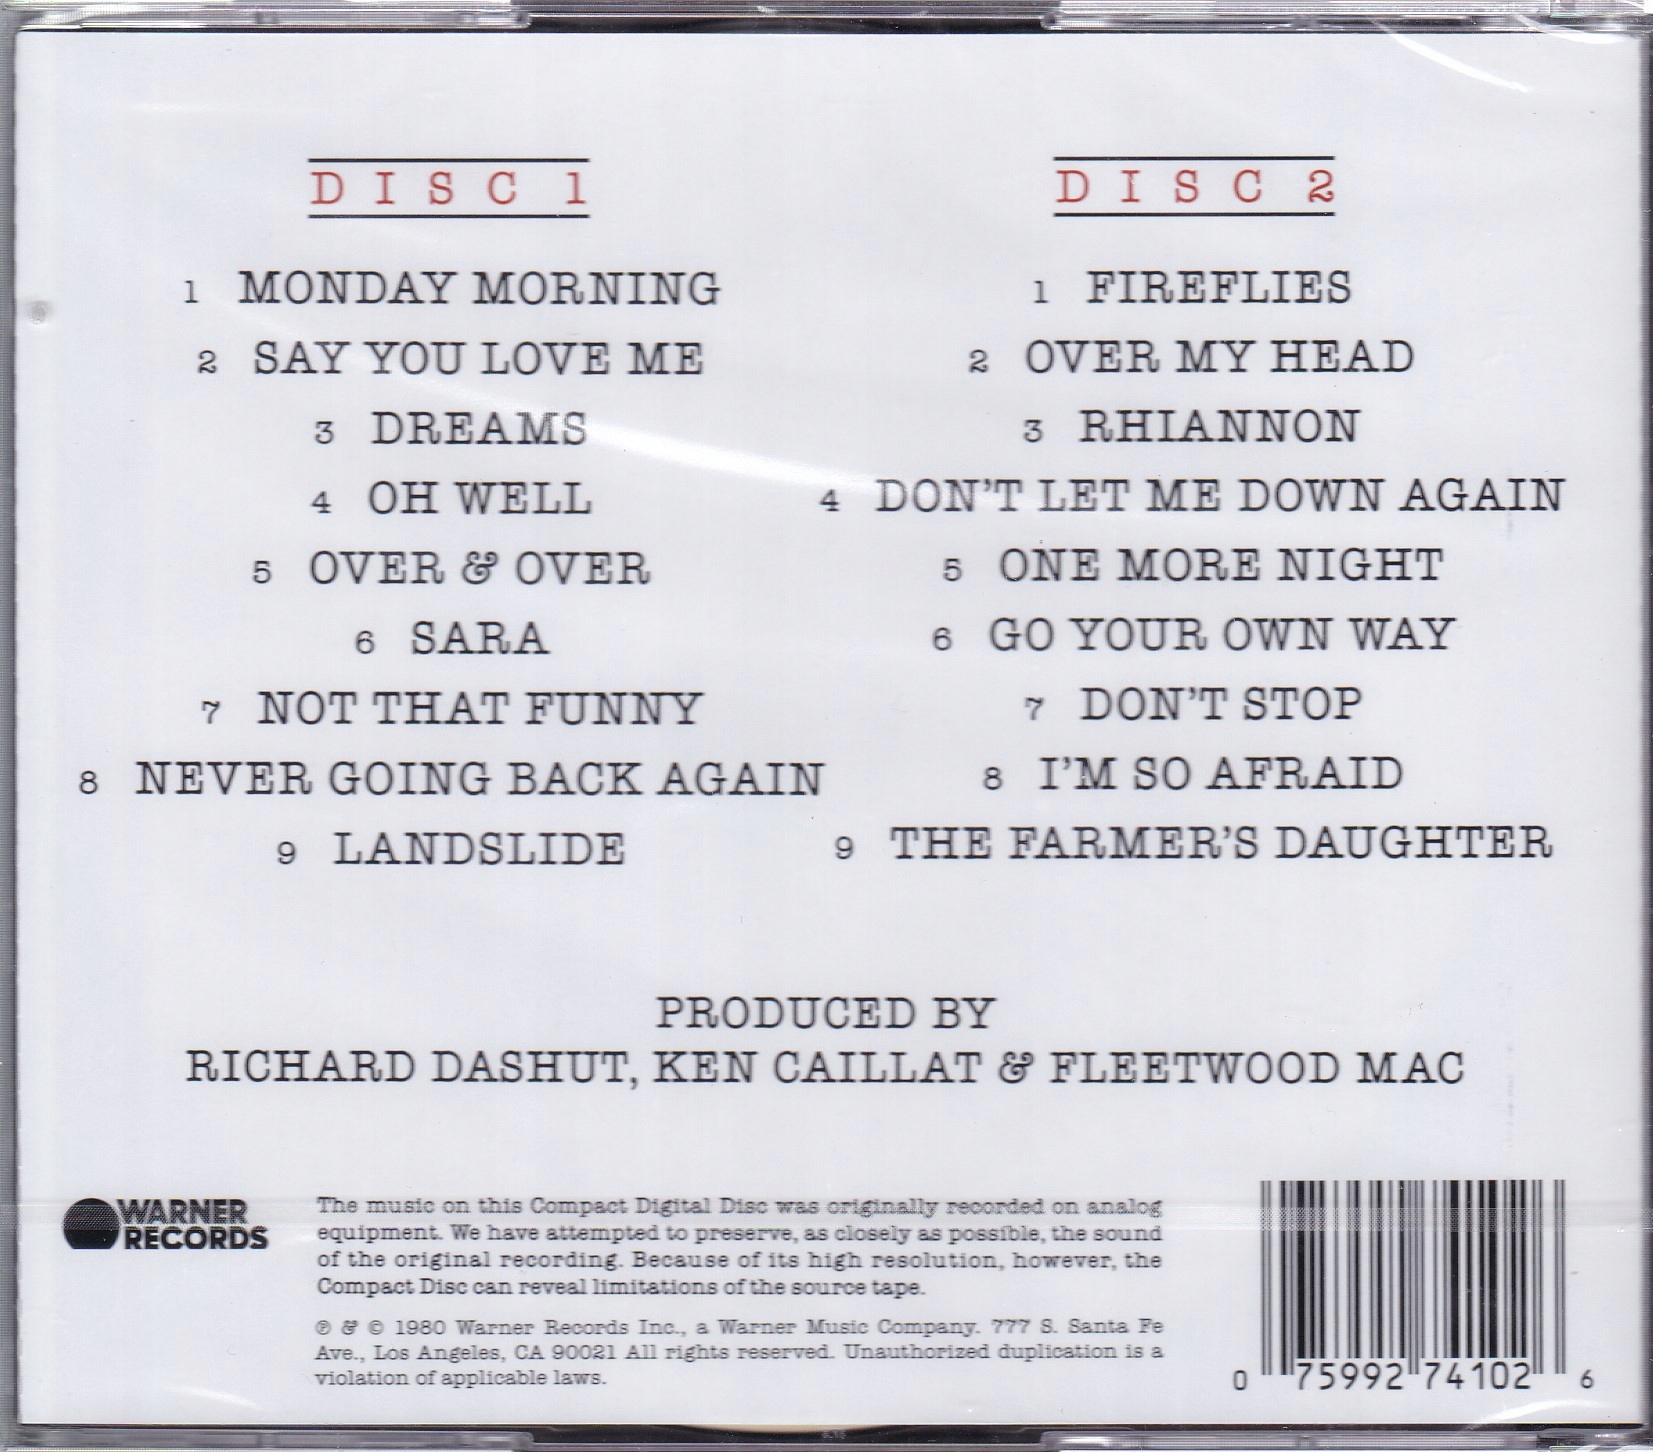 DISC 1
1 MONDAY MORNING
2 SAY YOU LOVE ME
3 DREAMS
4 OH WELL
5 OVER & OVER
6 SARA
7 NOT THAT FUNNY
8 NEVER GOING BACK AGAIN
9 LANDSLIDE
DISC 2
1 FIREFLIES
2 OVER MY HEAD
3 RHIANNON
4 DON'T LET ME DOWN AGAIN
5 ONE MORE NIGHT
6 GO YOUR OWN WAY
7 DON'T STOP
8 I'M SO AFRAID
9 THE FARMER'S DAUGHTER
PRODUCED BY
RICHARD DASHUT, KEN CAILLAT & FLEETWOOD MAC
WARNER
RECORDS
The music on this Compact Digital Disc was originally recorded on analog
equipment. We have attempted to preserve, as closely as possible, the sound
of the original recording. Because of its high resolution, however, the
Compact Disc can reveal limitations of the source tape.
℗ & © 1980 Warner Records Inc., a Warner Music Company. 777 S. Santa Fe
Ave., Los Angeles, CA 90021 All rights reserved. Unauthorized duplication is a
violation of applicable laws.
0 75992 74102 6